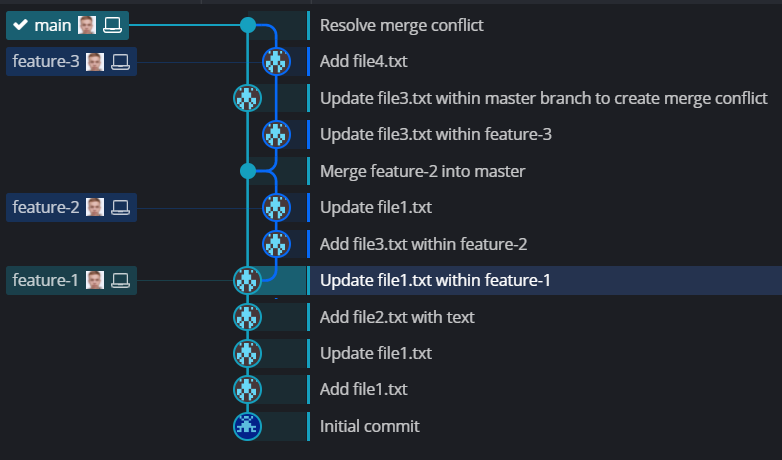 main Resolve merge conflict
feature-3 Add file4.txt
Update file3.txt within master branch to create merge conflict
Update file3.txt within feature-3
Merge feature-2 into master
feature-2 Update file1.txt
Add file3.txt within feature-2
feature-1 Update file1.txt within feature-1
Add file2.txt with text
Update file1.txt
Add file1.txt
Initial commit